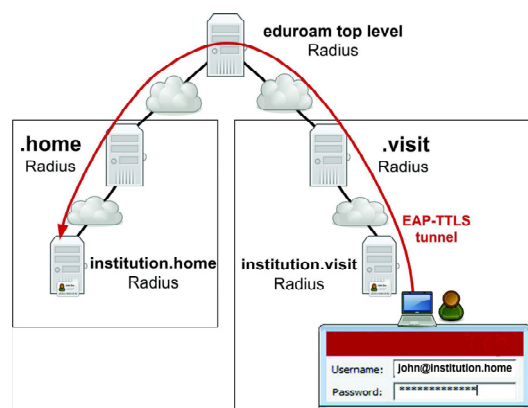 eduroam top level
Radius
.home
Radius
.visit
Radius
EAP-TTLS
tunnel
institution.home
Radius
institution.visit
Radius
Username: john@institution.home
Password: *************